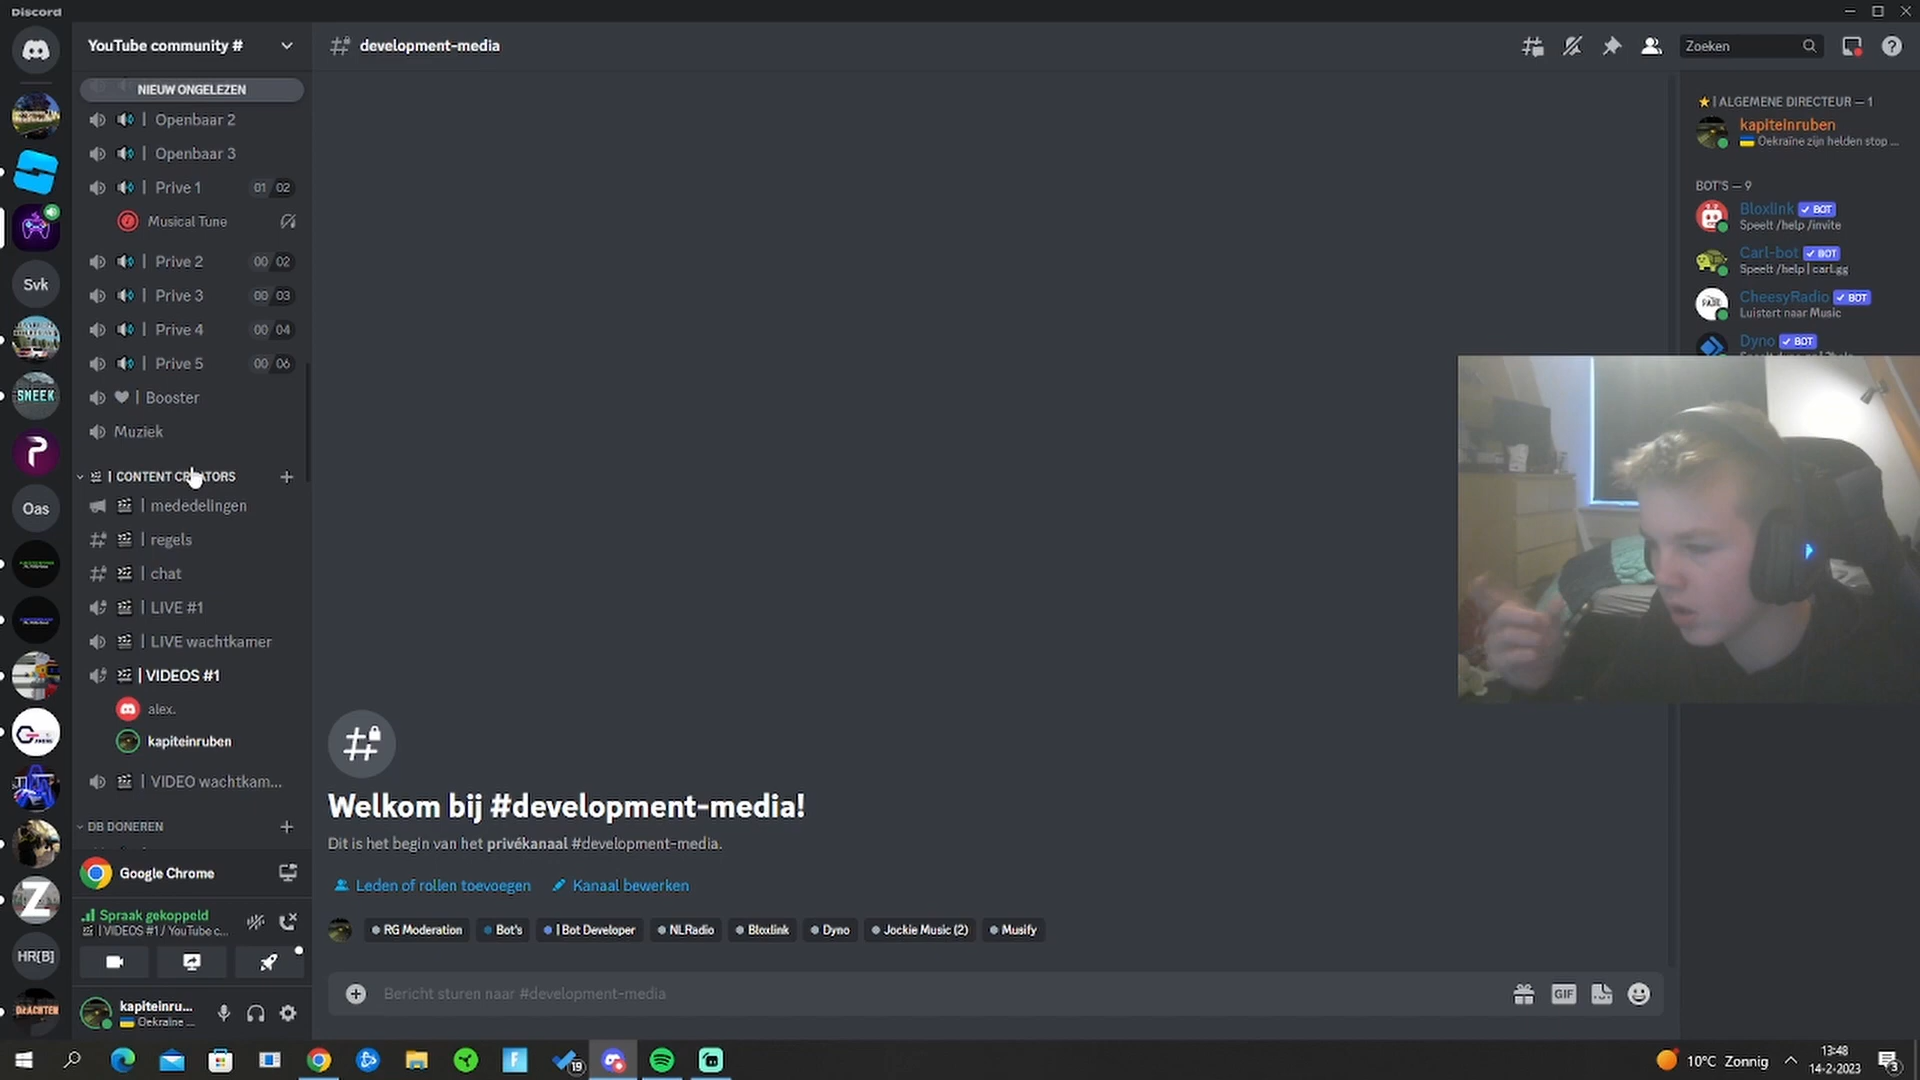 Discord
YouTube community #
development-media
Zoeken
NIEUW ONGELEZEN
Openbaar 2
Openbaar 3
Prive 1 01 02
Musical Tune
Prive 2 00 02
Prive 3 00 03
Prive 4 00 04
Prive 5 00 06
Booster
Muziek
CONTENT CREATORS
mededelingen
regels
chat
LIVE #1
LIVE wachtkamer
VIDEOS #1
alex.
kapiteinruben
VIDEO wachtkam...
DB DONEREN
Google Chrome
Spraak gekoppeld
| VIDEOS #1 / YouTube c...
kapiteinru...
Oekraïne ...
Svk
SNEEK
Oas
Z
HR[B]
DRACHTEN
Welkom bij #development-media!
Dit is het begin van het privékanaal #development-media.
Leden of rollen toevoegen
Kanaal bewerken
RG Moderation
Bot's
| Bot Developer
NLRadio
Bloxlink
Dyno
Jockie Music (2)
Musify
Bericht sturen naar #development-media
GIF
| ALGEMENE DIRECTEUR — 1
kapiteinruben
Oekraïne zijn helden stop ...
BOT'S — 9
Bloxlink BOT
Speelt /help /invite
Carl-bot BOT
Speelt /help | carl.gg
CheesyRadio BOT
Luistert naar Music
Dyno BOT
19
10°C Zonnig
13:48
14-2-2023
3